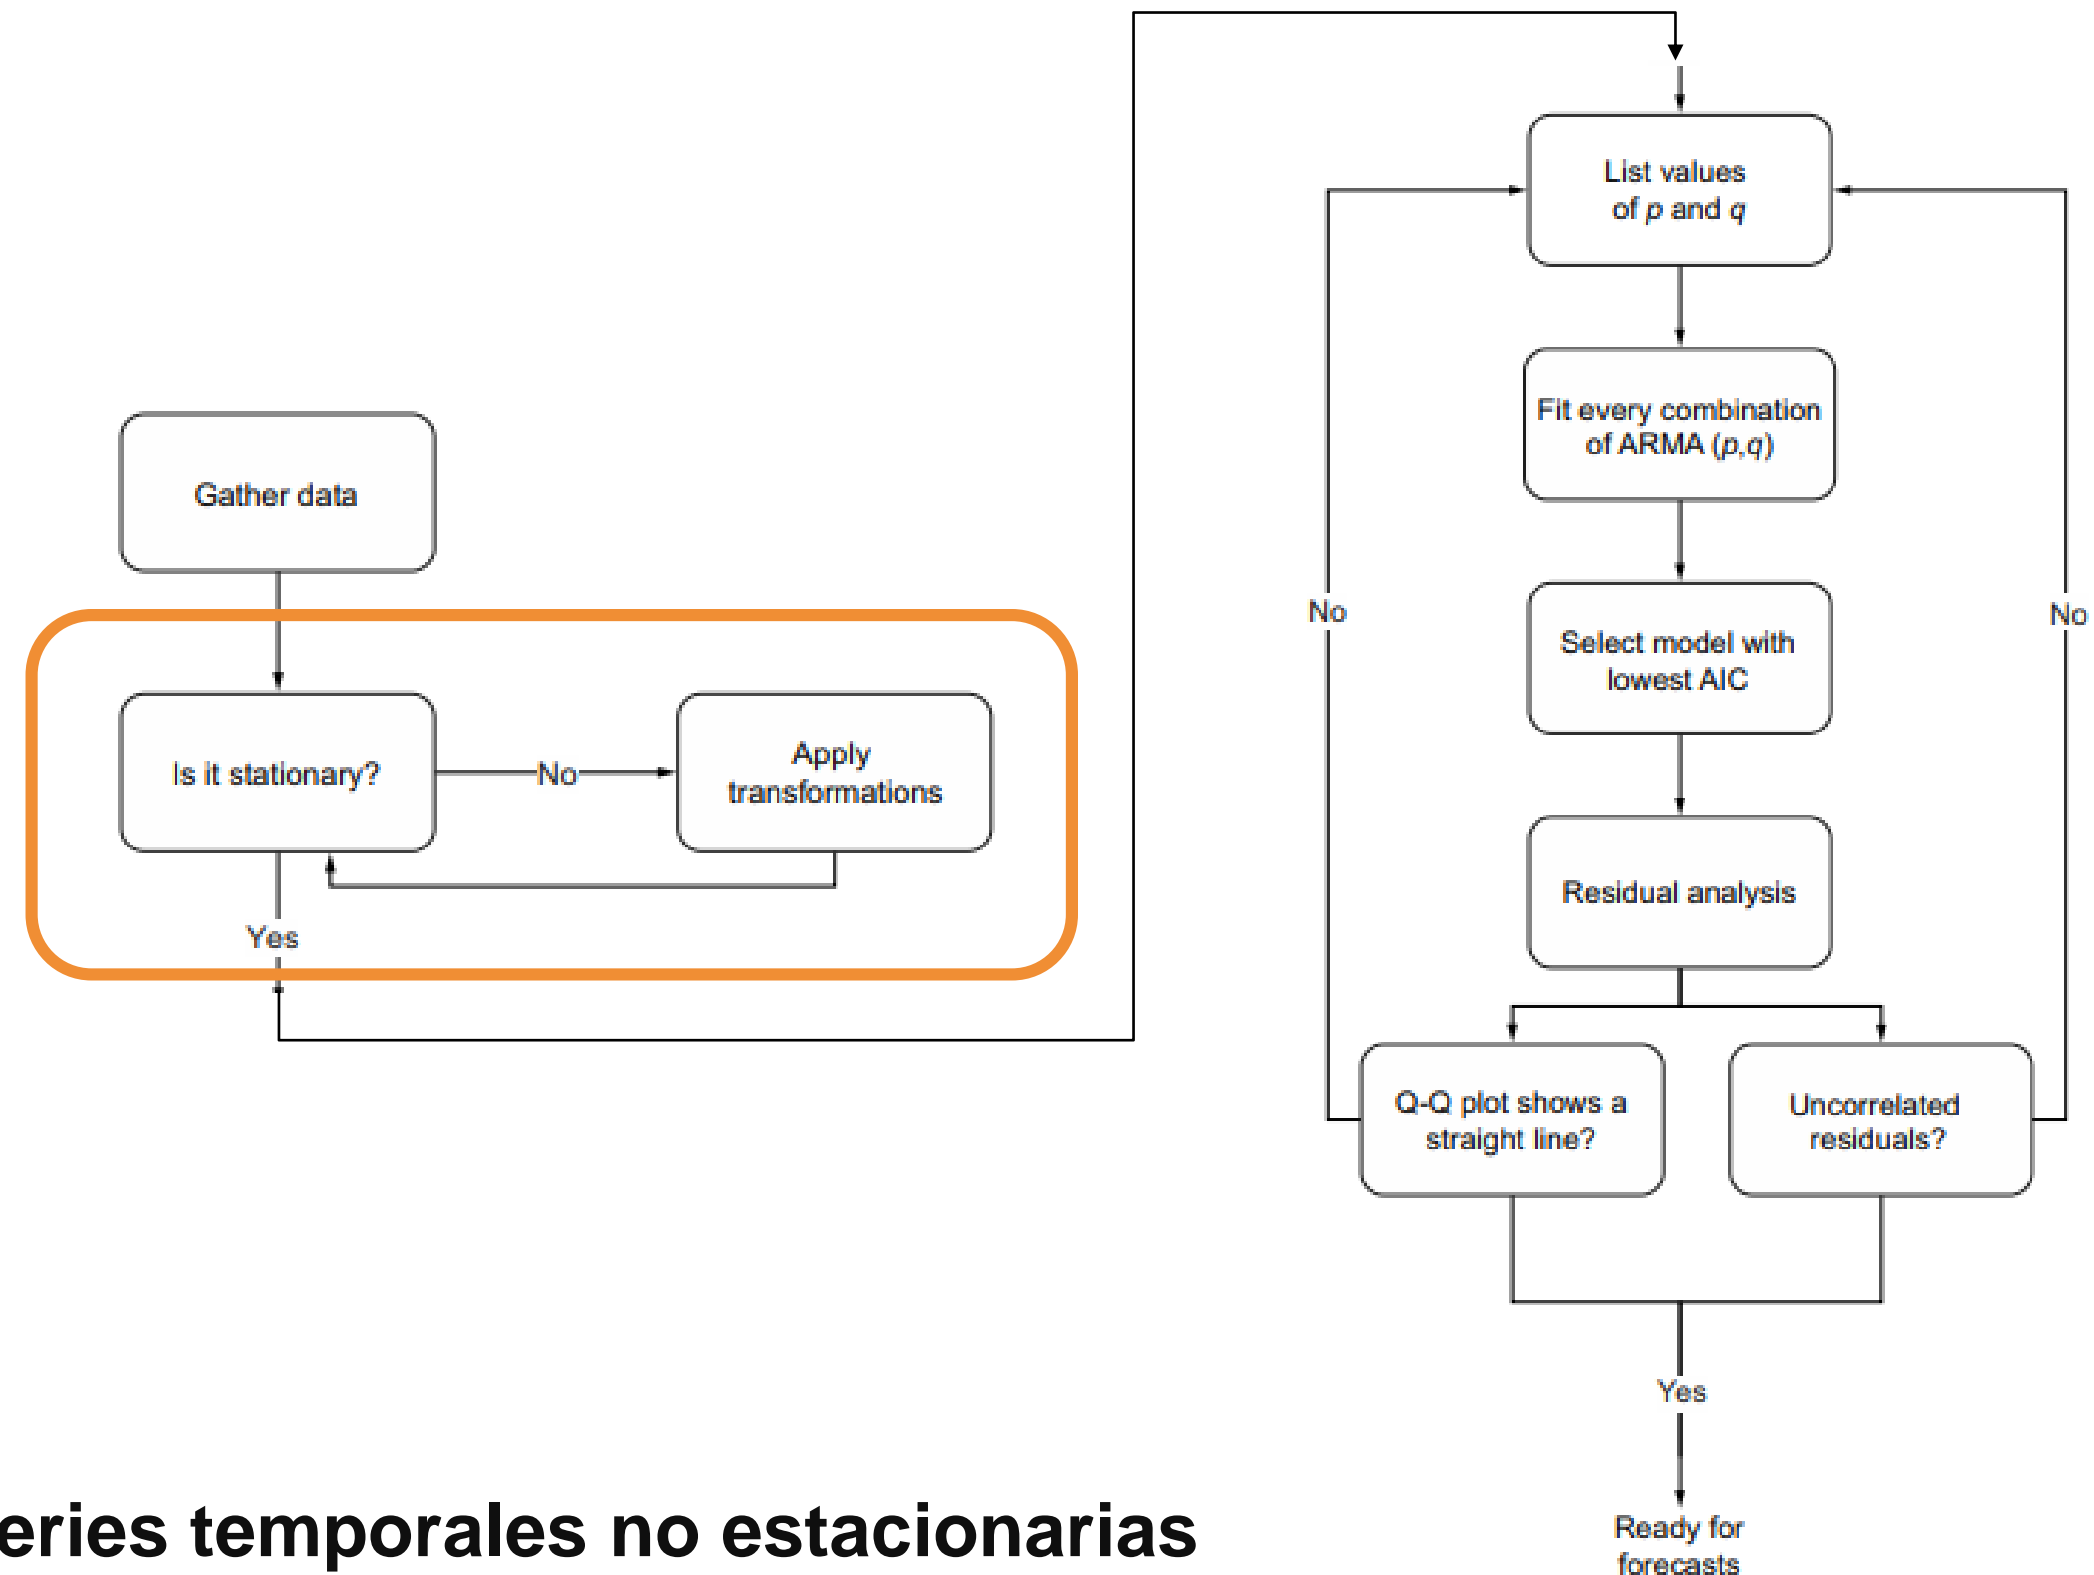 Gather data
Is it stationary?
No
Apply
transformations
Yes
List values
of p and q
Fit every combination
of ARMA (p,q)
Select model with
lowest AIC
Residual analysis
Q-Q plot shows a
straight line?
Uncorrelated
residuals?
No
No
Yes
Ready for
forecasts
eries temporales no estacionarias